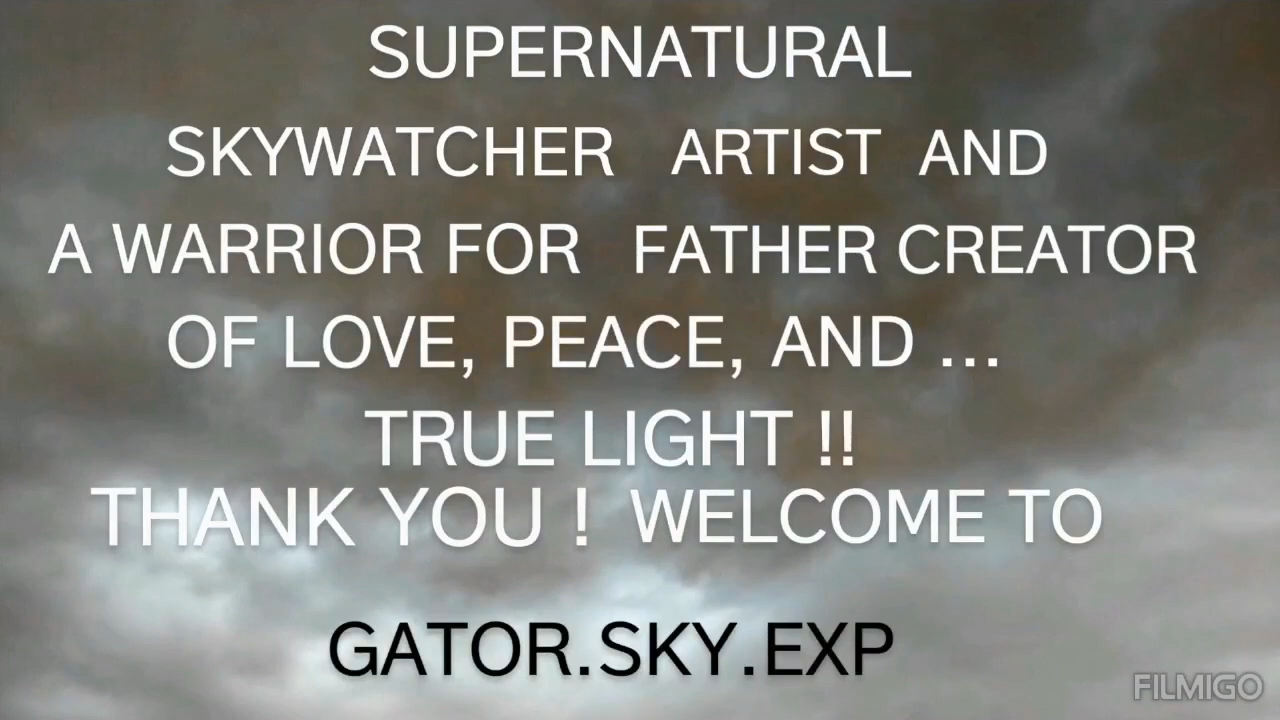 SUPERNATURAL
SKYWATCHER ARTIST AND
A WARRIOR FOR FATHER CREATOR
OF LOVE, PEACE, AND ...
TRUE LIGHT !!
THANK YOU ! WELCOME TO
GATOR.SKY.EXP
FILMIGO